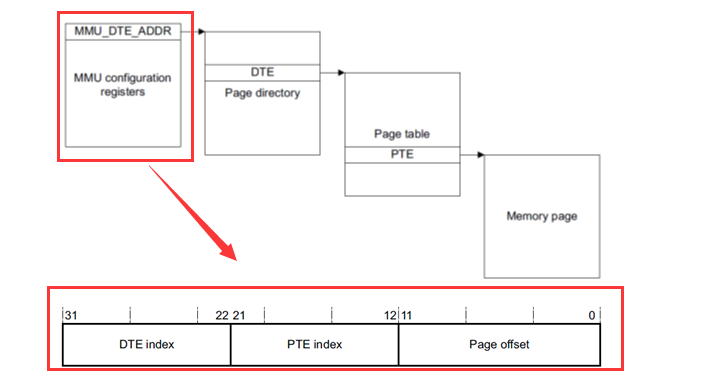 MMU_DTE_ADDR
MMU configuration
registers
DTE
Page directory
Page table
PTE
Memory page
31 22 21 12 11 0
DTE index PTE index Page offset